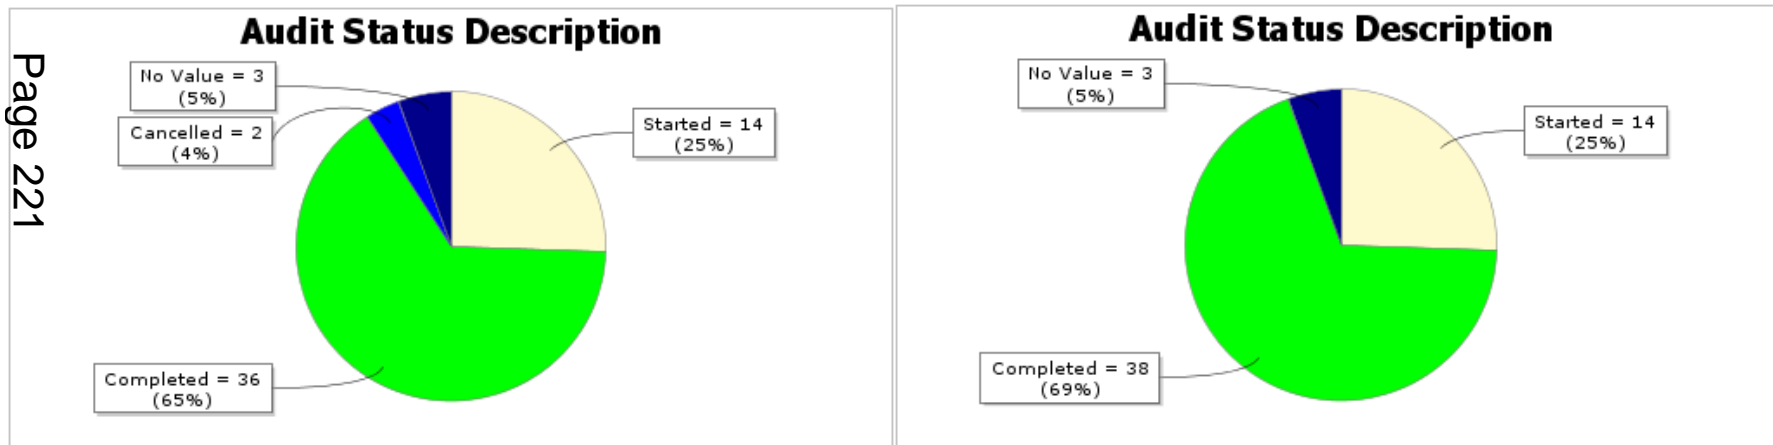 Page 221
Audit Status Description
No Value = 3
(5%)
Cancelled = 2
(4%)
Started = 14
(25%)
Completed = 36
(65%)
Audit Status Description
No Value = 3
(5%)
Started = 14
(25%)
Completed = 38
(69%)